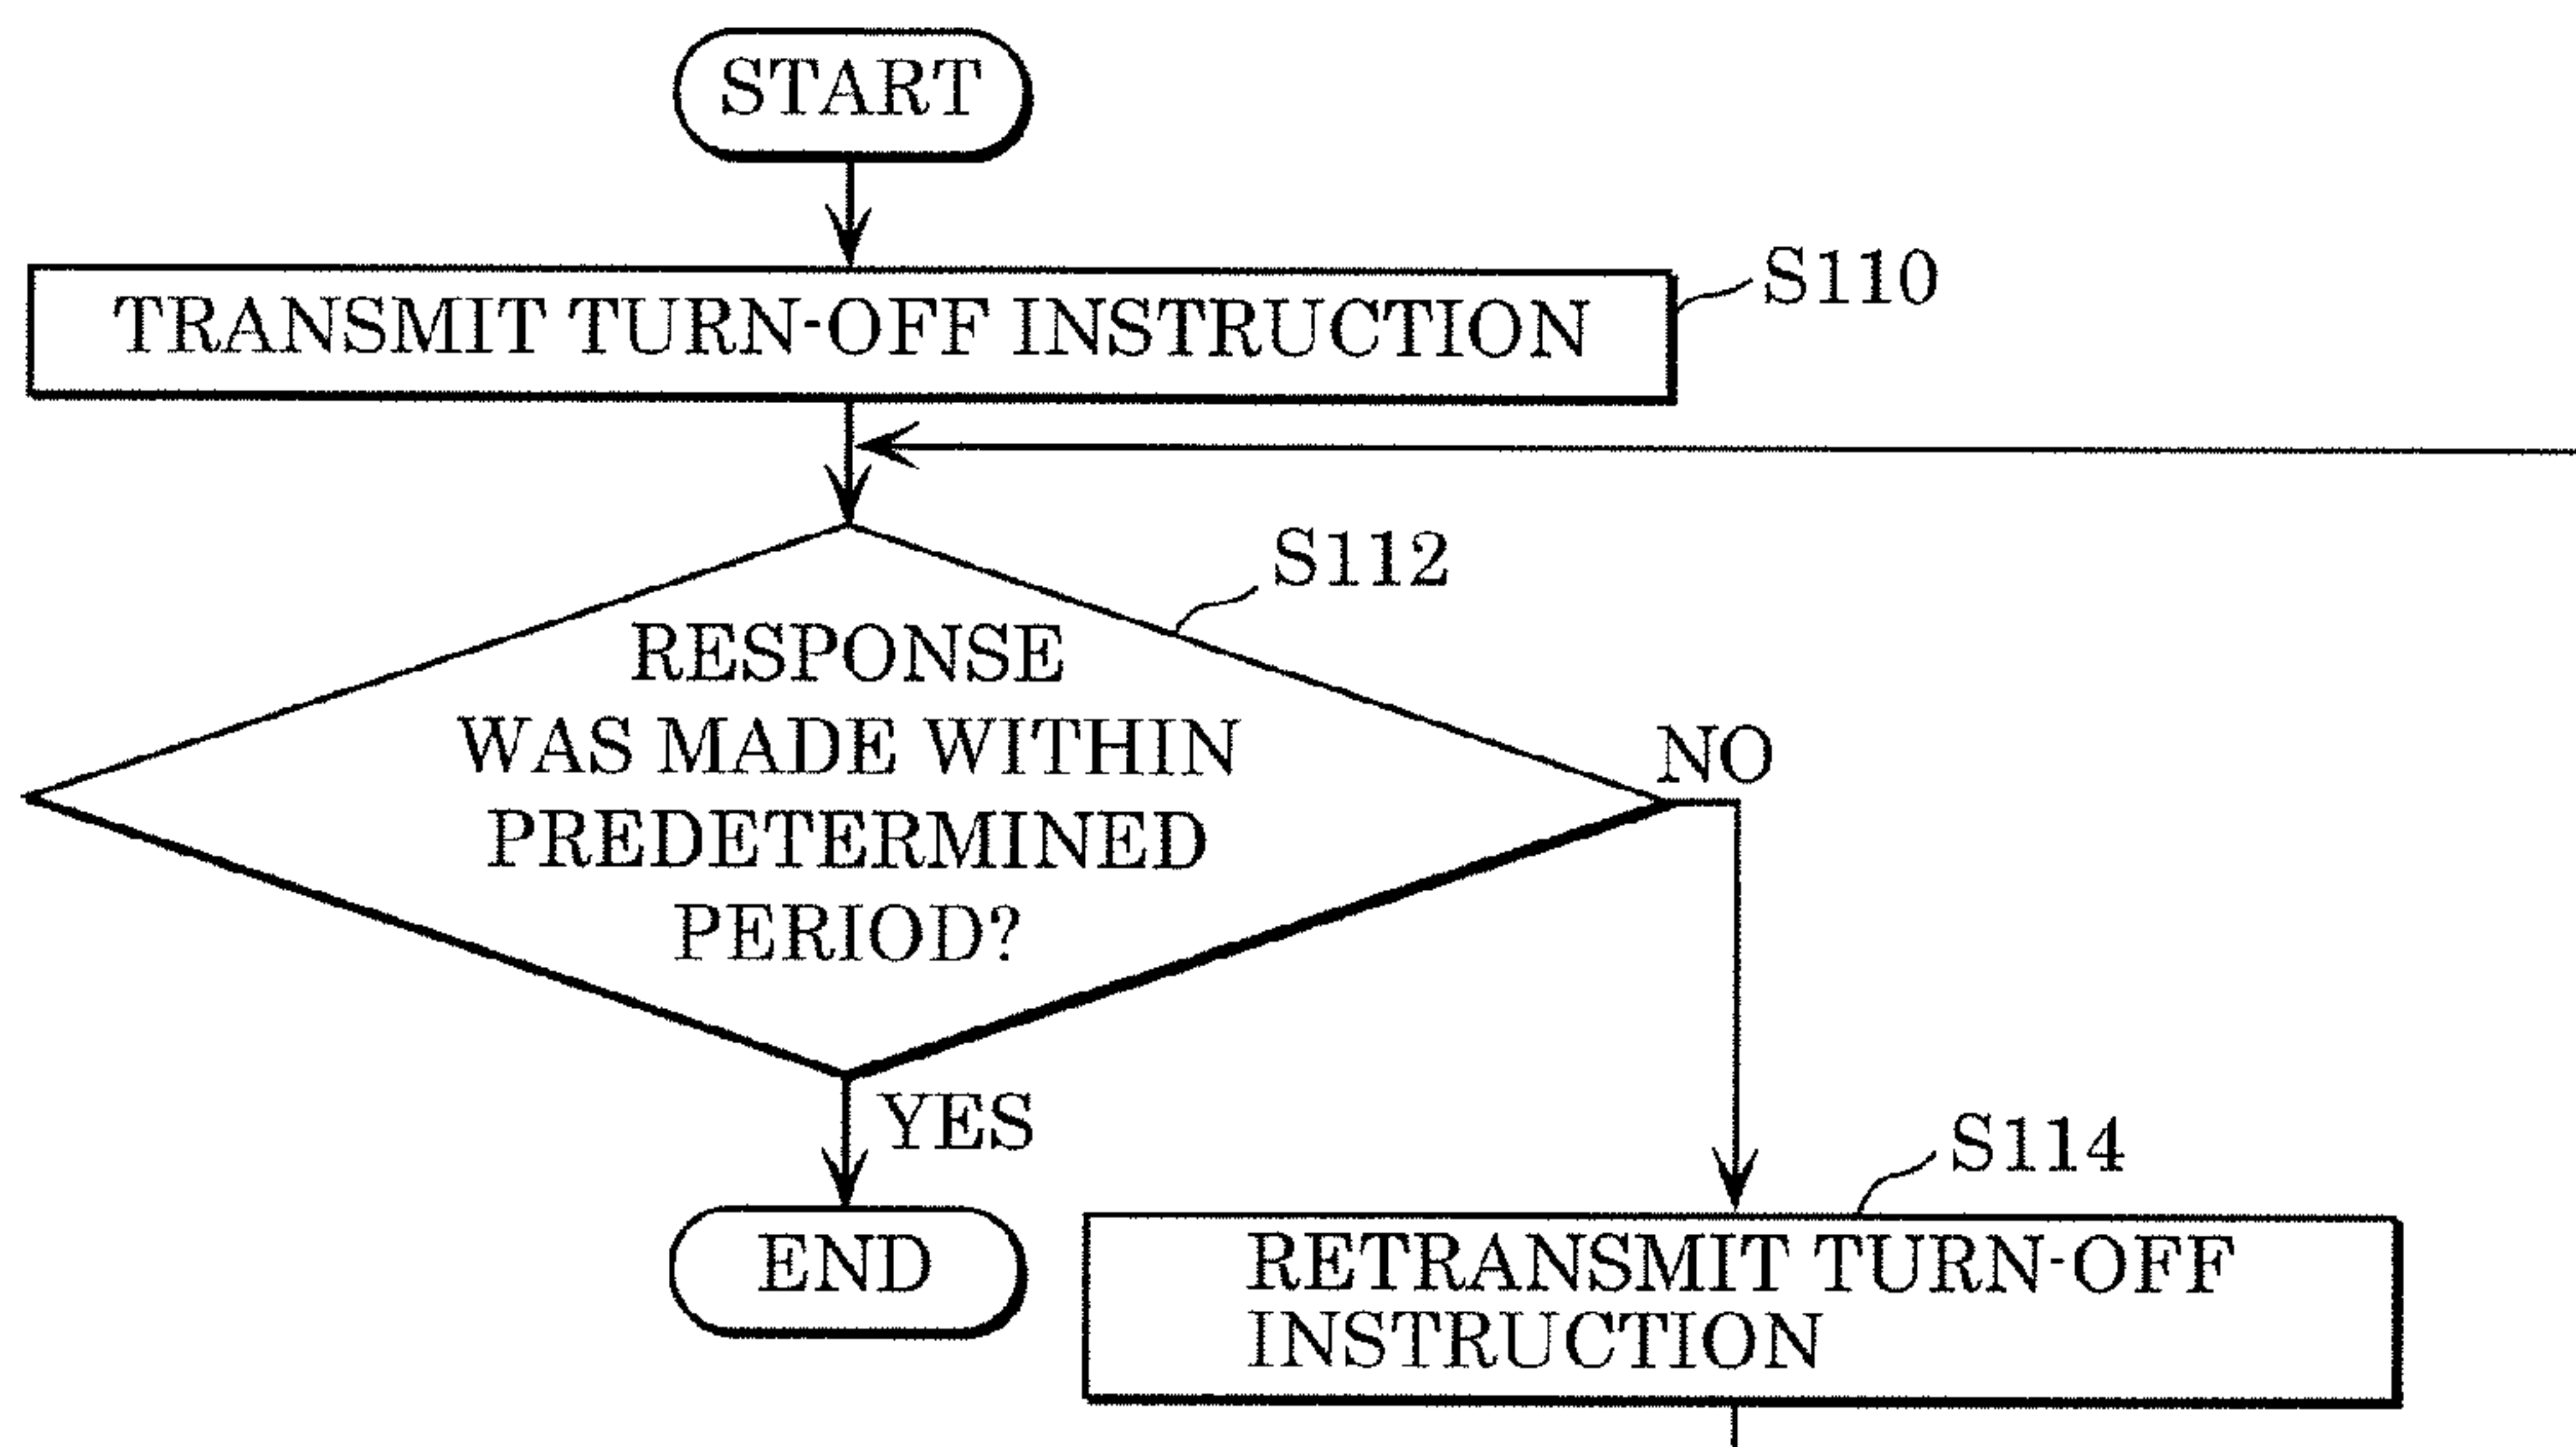 START
TRANSMIT TURN-OFF INSTRUCTION
S110
S112
RESPONSE
WAS MADE WITHIN
PREDETERMINED
PERIOD?
NO
YES
END
S114
RETRANSMIT TURN-OFF
INSTRUCTION